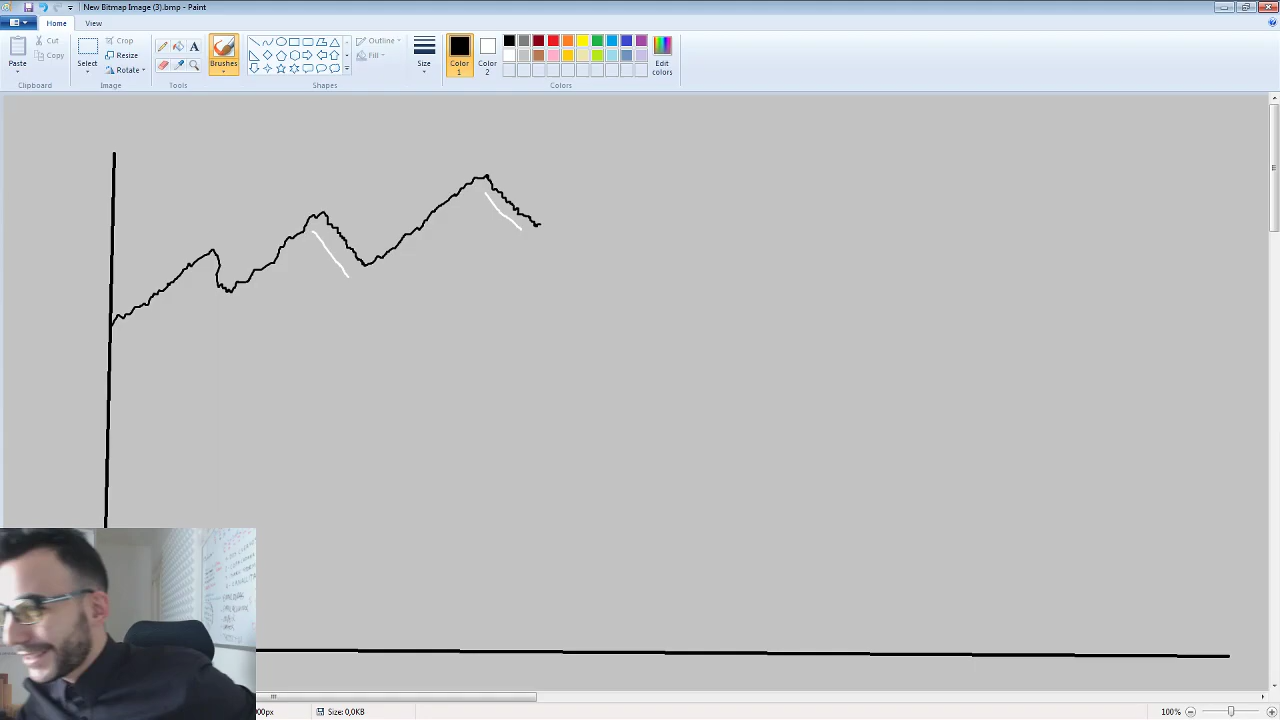 New Bitmap Image (3).bmp - Paint
Home
View
Paste
Cut
Copy
Clipboard
Select
Crop
Resize
Rotate
Image
A
Tools
Brushes
Outline
Fill
Shapes
Size
Color
1
Color
2
Edit
colors
Colors
Size: 0,0KB
100%